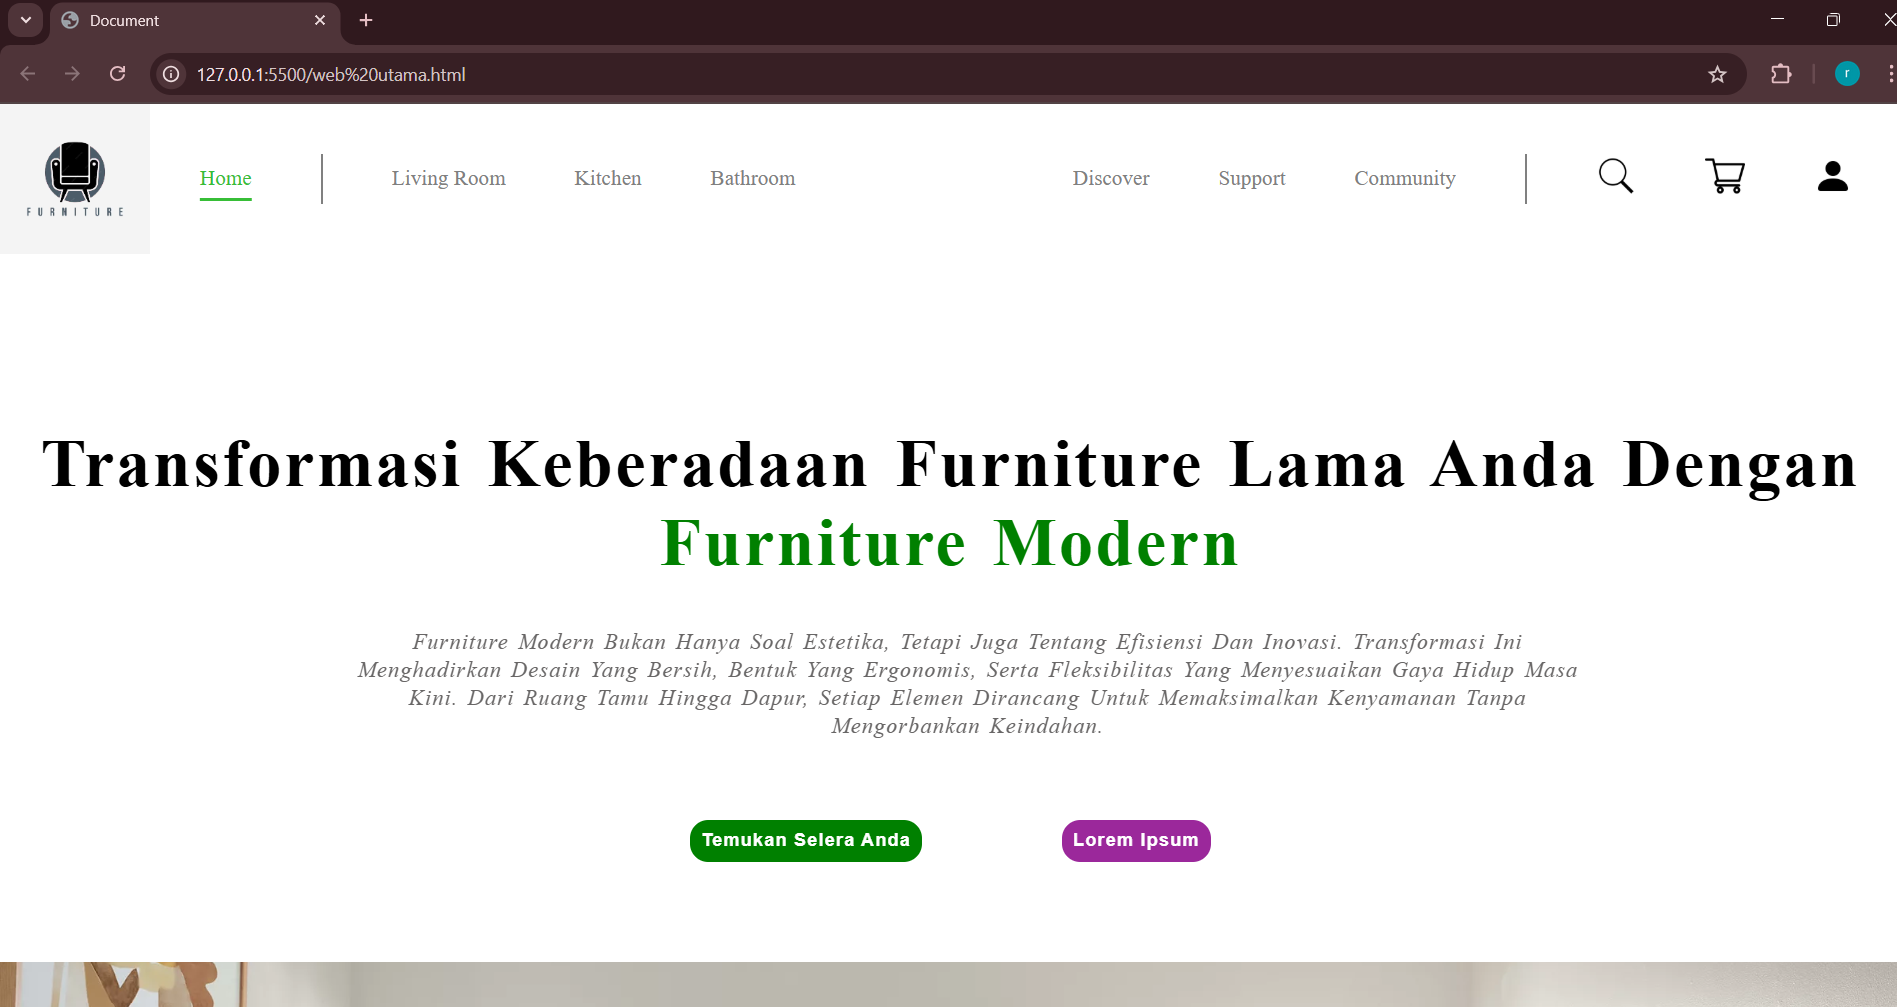 Document
127.0.0.1:5500/web%20utama.html
r
FURNITURE
Home
Living Room
Kitchen
Bathroom
Discover
Support
Community
Transformasi Keberadaan Furniture Lama Anda Dengan
Furniture Modern
Furniture Modern Bukan Hanya Soal Estetika, Tetapi Juga Tentang Efisiensi Dan Inovasi. Transformasi Ini
Menghadirkan Desain Yang Bersih, Bentuk Yang Ergonomis, Serta Fleksibilitas Yang Menyesuaikan Gaya Hidup Masa
Kini. Dari Ruang Tamu Hingga Dapur, Setiap Elemen Dirancang Untuk Memaksimalkan Kenyamanan Tanpa
Mengorbankan Keindahan.
Temukan Selera Anda
Lorem Ipsum